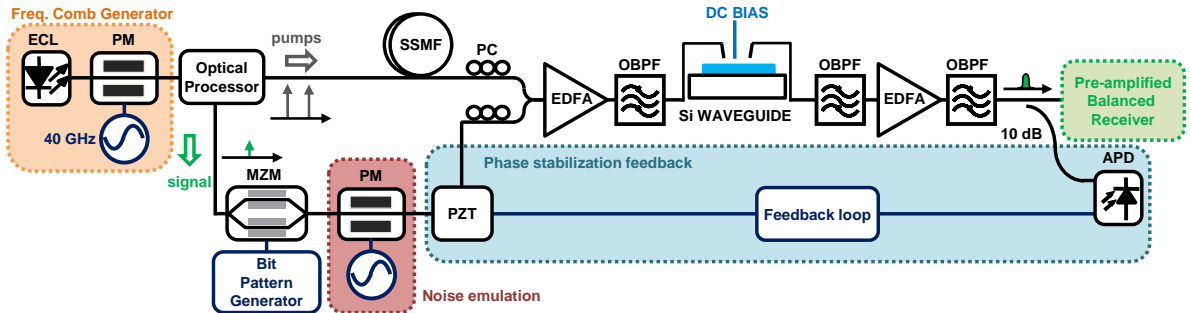 Freq. Comb Generator
ECL
PM
40 GHz
Optical
Processor
pumps
signal
SSMF
PC
EDFA
OBPF
DC BIAS
Si WAVEGUIDE
OBPF
EDFA
OBPF
10 dB
Pre-amplified
Balanced
Receiver
MZM
Bit
Pattern
Generator
PM
Noise emulation
Phase stabilization feedback
PZT
Feedback loop
APD